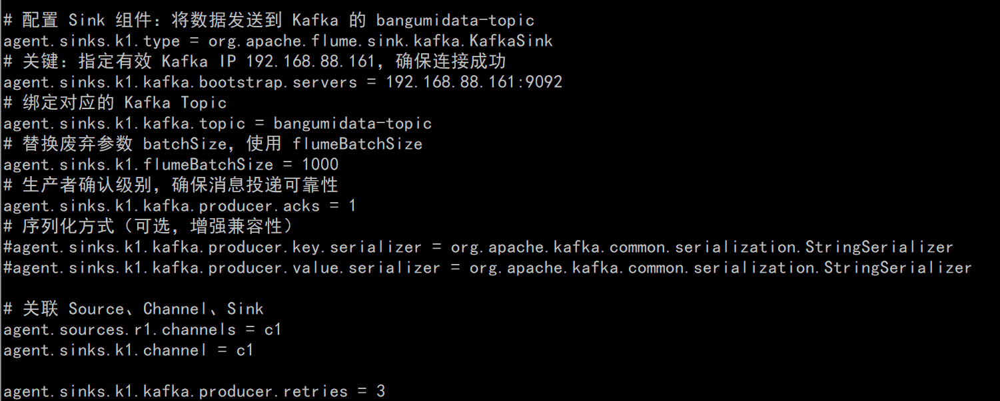 # 配置 Sink 组件：将数据发送到 Kafka 的 bangumidata-topic
agent.sinks.k1.type = org.apache.flume.sink.kafka.KafkaSink
# 关键：指定有效 Kafka IP 192.168.88.161，确保连接成功
agent.sinks.k1.kafka.bootstrap.servers = 192.168.88.161:9092
# 绑定对应的 Kafka Topic
agent.sinks.k1.kafka.topic = bangumidata-topic
# 替换废弃参数 batchSize，使用 flumeBatchSize
agent.sinks.k1.flumeBatchSize = 1000
# 生产者确认级别，确保消息投递可靠性
agent.sinks.k1.kafka.producer.acks = 1
# 序列化方式（可选，增强兼容性）
#agent.sinks.k1.kafka.producer.key.serializer = org.apache.kafka.common.serialization.StringSerializer
#agent.sinks.k1.kafka.producer.value.serializer = org.apache.kafka.common.serialization.StringSerializer
# 关联 Source、Channel、Sink
agent.sources.r1.channels = c1
agent.sinks.k1.channel = c1
agent.sinks.k1.kafka.producer.retries = 3